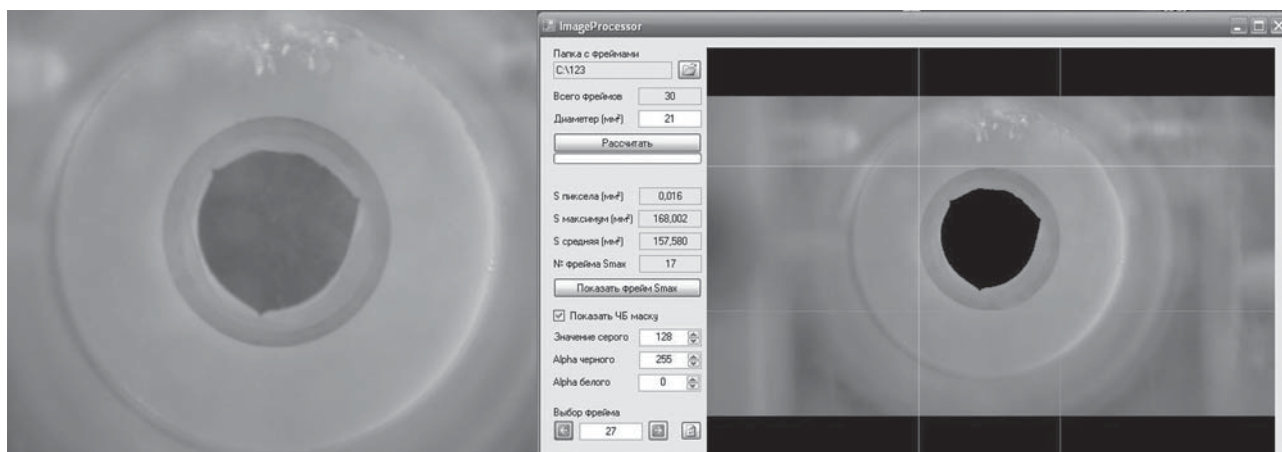 ImageProcessor
Папка с фреймами
C:\123
Всего фреймов 30
Диаметер (мм²) 21
Рассчитать
S пиксела (мм²) 0,016
S максимум (мм²) 168,002
S средняя (мм²) 157,580
№ фрейма Smax 17
Показать фрейм Smax
Показать ЧБ маску
Значение серого 128
Alpha черного 255
Alpha белого 0
Выбор фрейма
27